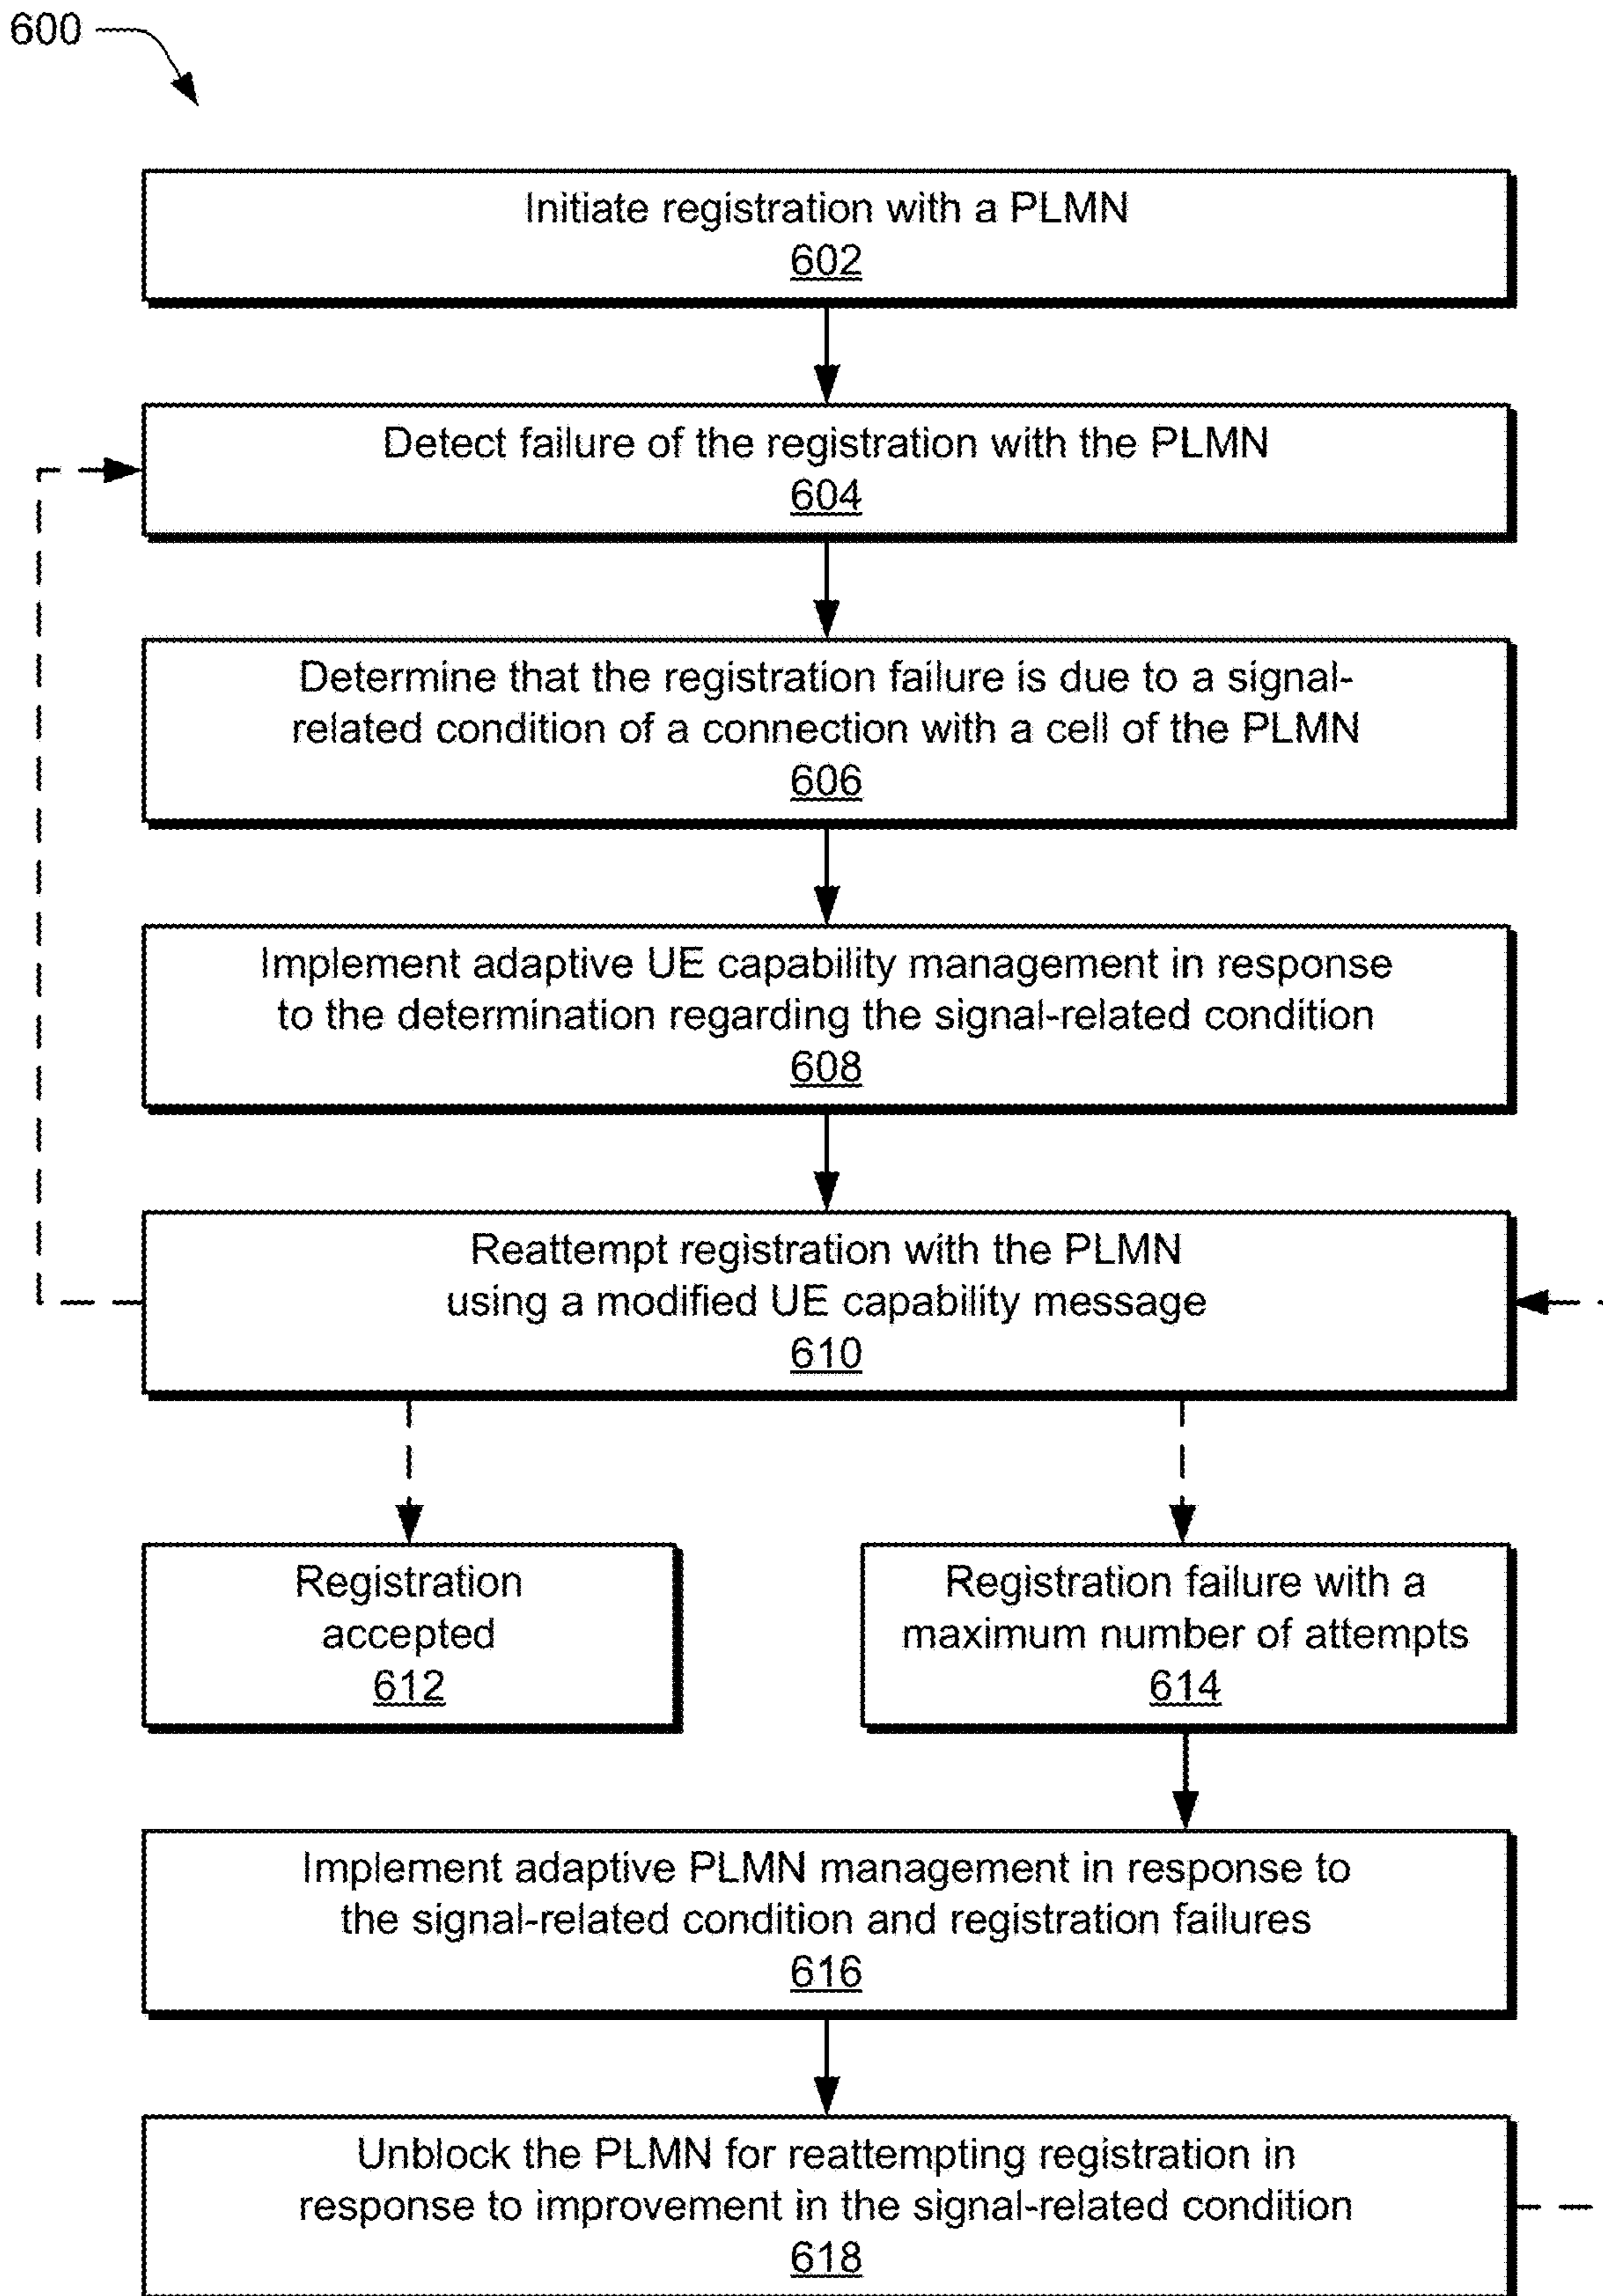 600
Initiate registration with a PLMN
602
Detect failure of the registration with the PLMN
604
Determine that the registration failure is due to a signal-
related condition of a connection with a cell of the PLMN
606
Implement adaptive UE capability management in response
to the determination regarding the signal-related condition
608
Reattempt registration with the PLMN
using a modified UE capability message
610
Registration
accepted
612
Registration failure with a
maximum number of attempts
614
Implement adaptive PLMN management in response to
the signal-related condition and registration failures
616
Unblock the PLMN for reattempting registration in
response to improvement in the signal-related condition
618